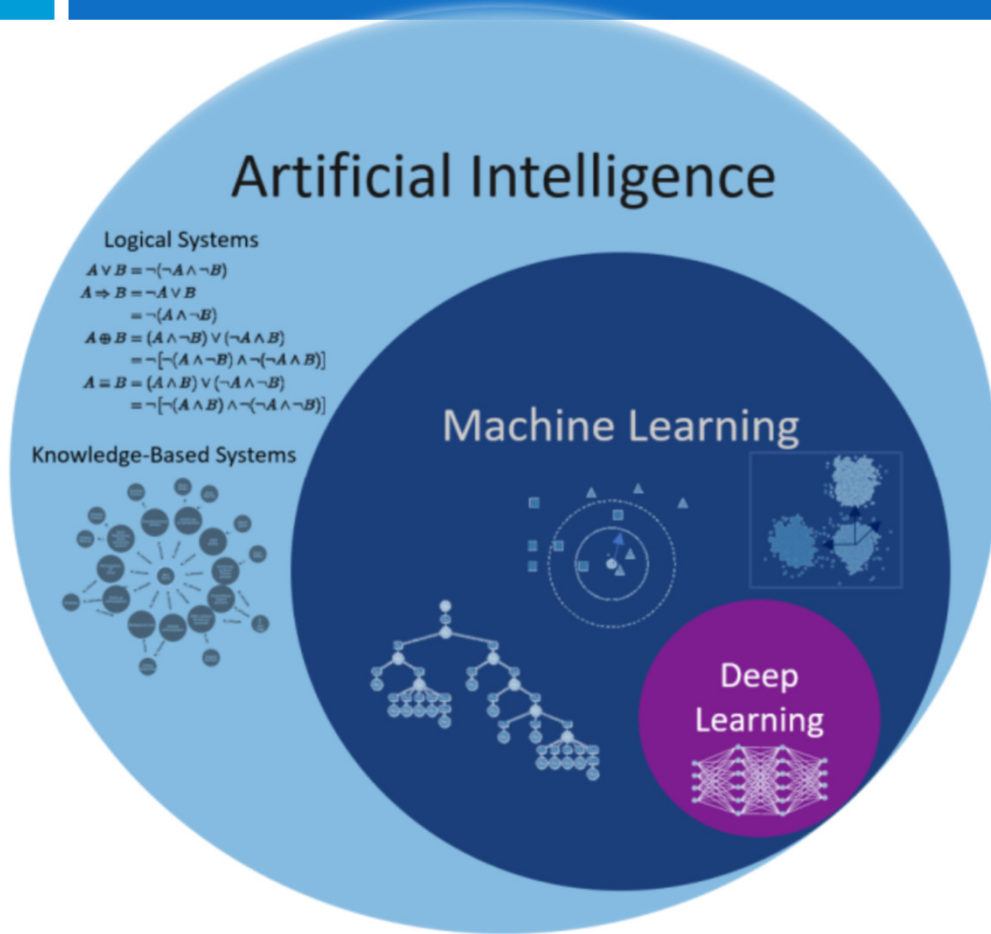 Artificial Intelligence
Logical Systems
A ∨ B = ¬(¬A ∧ ¬B)
A ⇒ B = ¬A ∨ B
= ¬(A ∧ ¬B)
A ⊕ B = (A ∧ ¬B) ∨ (¬A ∧ B)
= ¬[¬(A ∧ ¬B) ∧ ¬(¬A ∧ B)]
A ≡ B = (A ∧ B) ∨ (¬A ∧ ¬B)
= ¬[¬(A ∧ B) ∧ ¬(¬A ∧ ¬B)]
Knowledge-Based Systems
Machine Learning
Deep
Learning